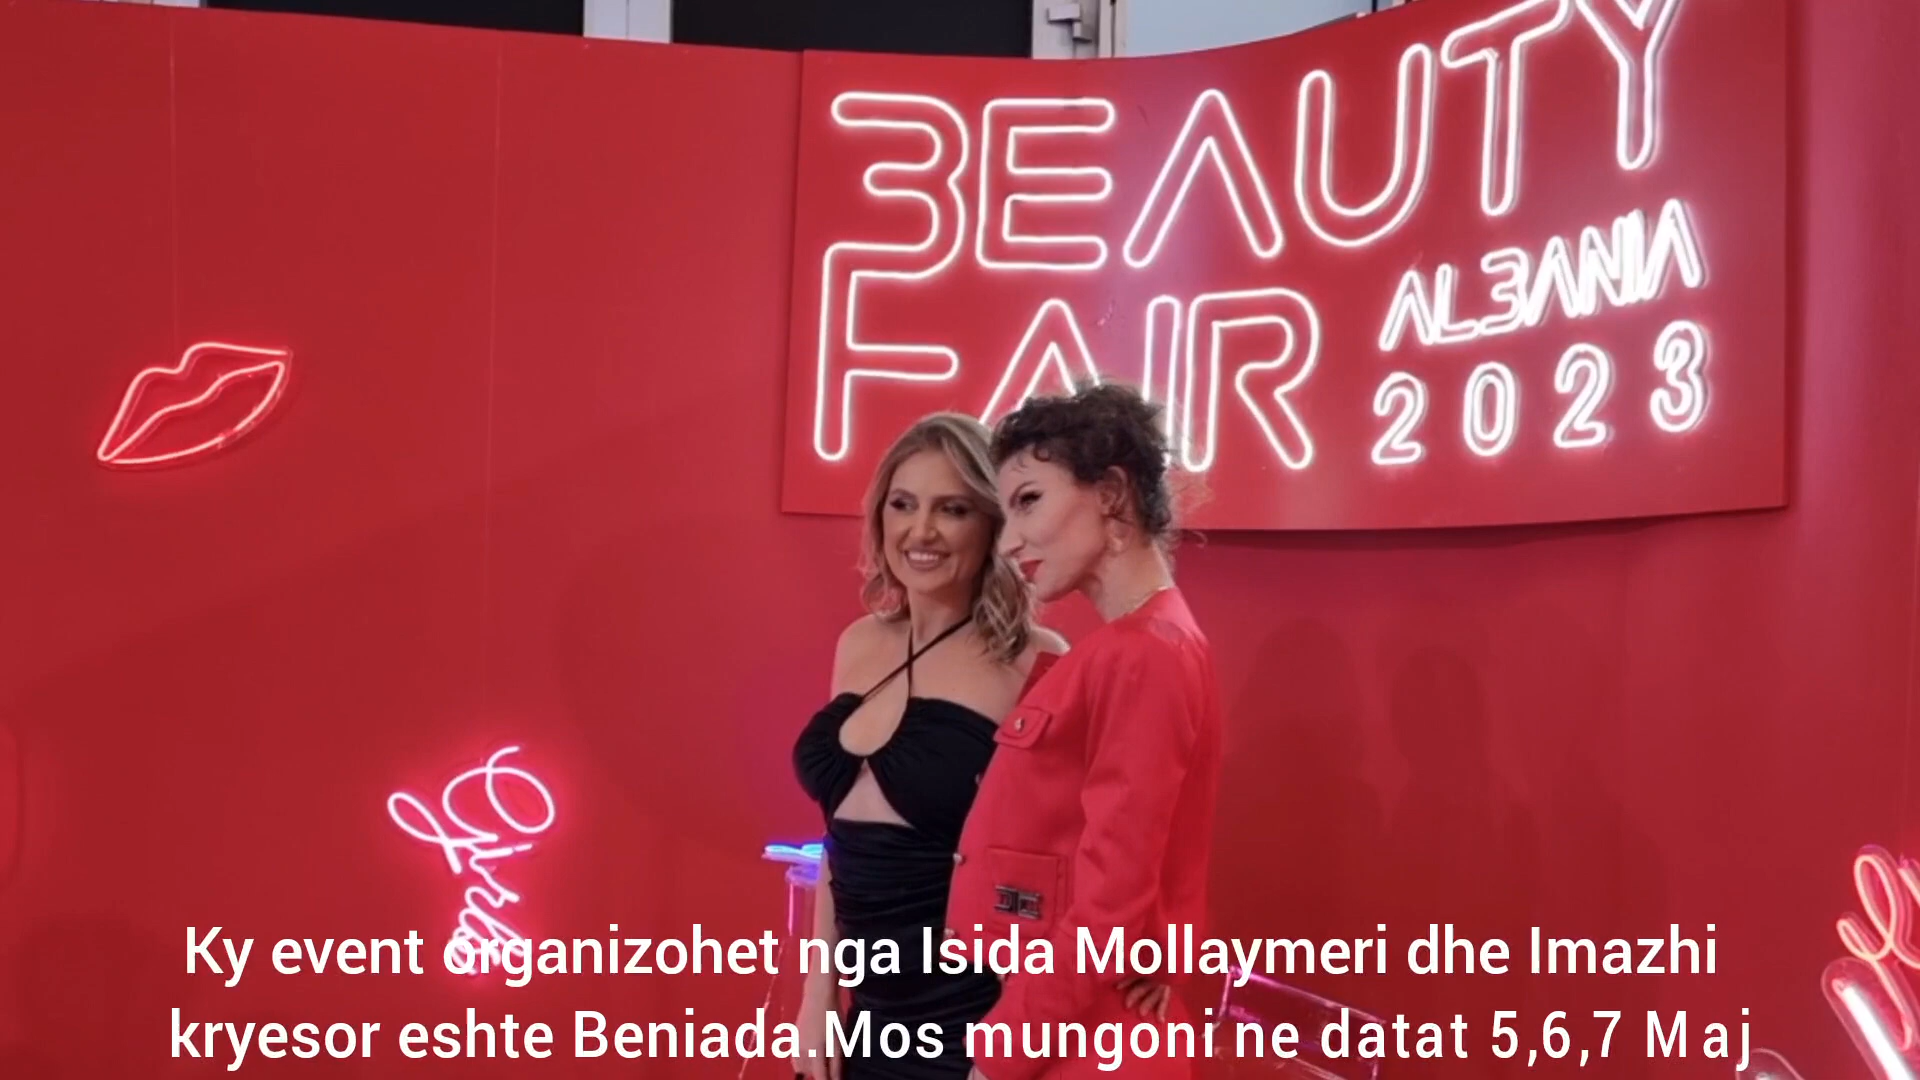 BEAUTY
FAIR
ALBANIA
2023
Girls
Ky event organizohet nga Isida Mollaymeri dhe Imazhi
kryesor eshte Beniada.Mos mungoni ne datat 5,6,7 Maj